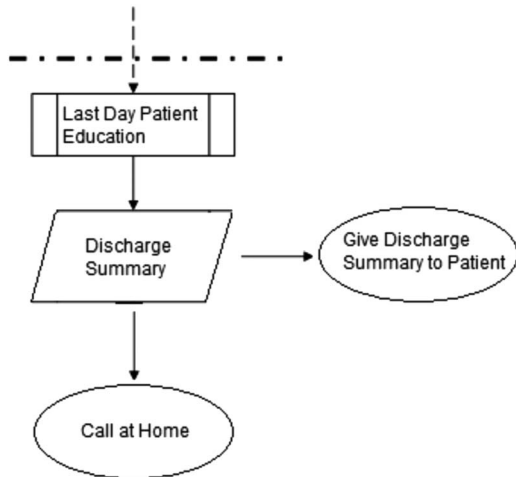 Last Day Patient
Education
Discharge
Summary
Give Discharge
Summary to Patient
Call at Home